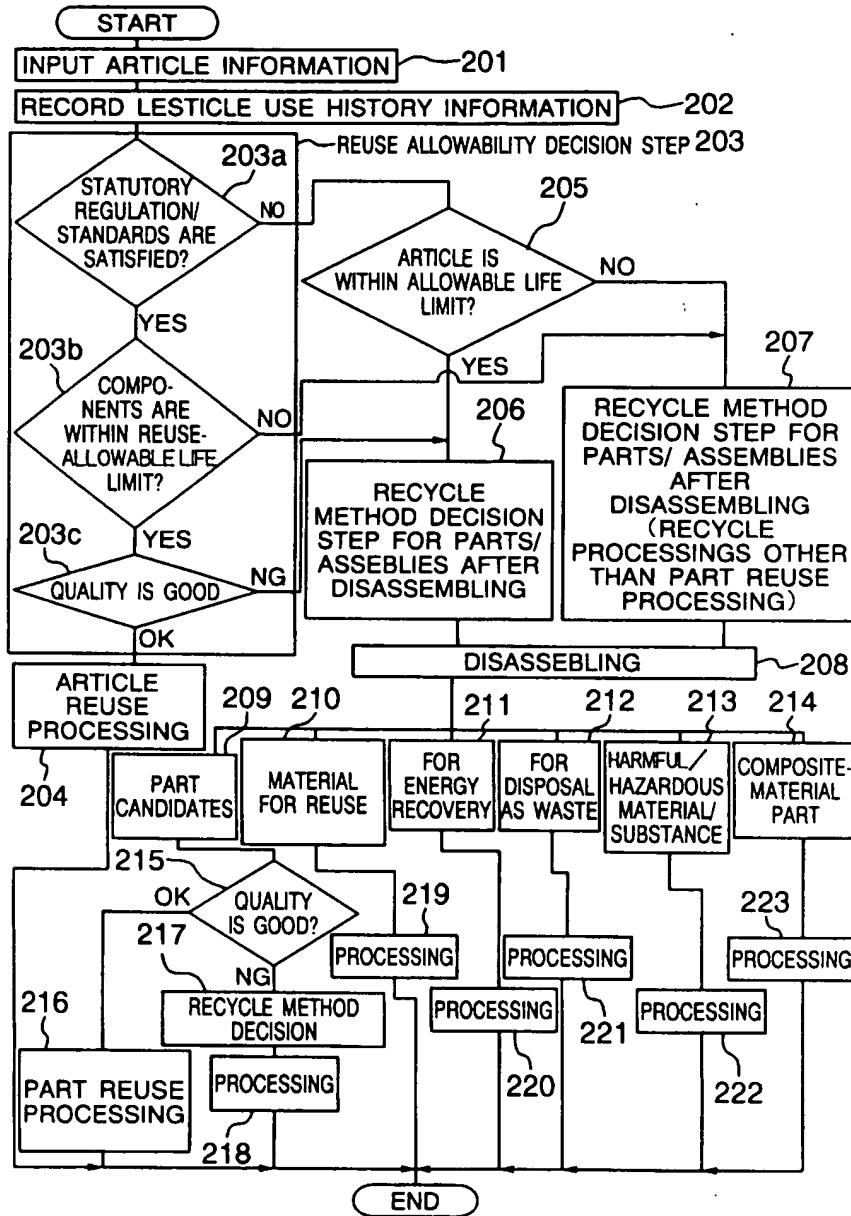 START
INPUT ARTICLE INFORMATION
201
RECORD LESTICLE USE HISTORY INFORMATION
202
REUSE ALLOWABILITY DECISION STEP 203
203a
STATUTORY
REGULATION/
STANDARDS ARE
SATISFIED?
NO
YES
205
ARTICLE IS
WITHIN ALLOWABLE LIFE
LIMIT?
NO
YES
203b
COMPO-
NENTS ARE
WITHIN REUSE-
ALLOWABLE LIFE
LIMIT?
NO
YES
203c
QUALITY IS GOOD
NG
OK
206
RECYCLE
METHOD DECISION
STEP FOR PARTS/
ASSEBLIES AFTER
DISASSEMBLING
207
RECYCLE METHOD
DECISION STEP FOR
PARTS/ ASSEMBLIES
AFTER
DISASSEMBLING
(RECYCLE
PROCESSINGS OTHER
THAN PART REUSE
PROCESSING)
DISASSEBLING
208
ARTICLE
REUSE
PROCESSING
204
209
PART
CANDIDATES
210
MATERIAL
FOR REUSE
211
FOR
ENERGY
RECOVERY
212
FOR
DISPOSAL
AS WASTE
213
HARMFUL/
HAZARDOUS
MATERIAL/
SUBSTANCE
214
COMPOSITE-
MATERIAL
PART
215
QUALITY
IS GOOD?
OK
NG
216
PART REUSE
PROCESSING
217
RECYCLE METHOD
DECISION
PROCESSING
218
219
PROCESSING
PROCESSING
220
PROCESSING
221
PROCESSING
222
223
PROCESSING
END